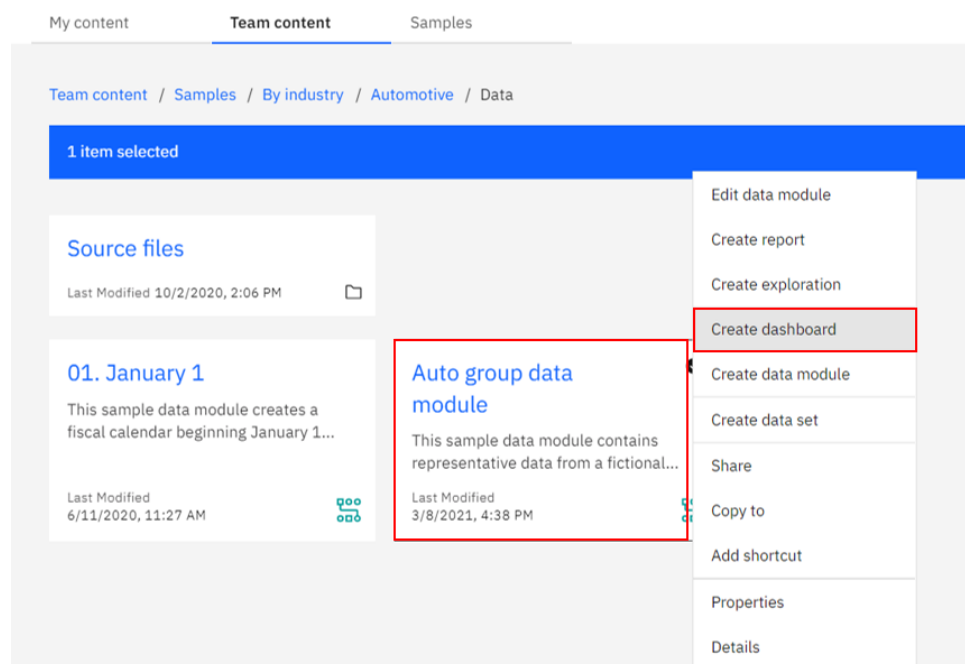 My content
Team content
Samples
Team content / Samples / By industry / Automotive / Data
1 item selected
Source files
Last Modified 10/2/2020, 2:06 PM
01. January 1
This sample data module creates a
fiscal calendar beginning January 1...
Last Modified
6/11/2020, 11:27 AM
Auto group data
module
This sample data module contains
representative data from a fictional...
Last Modified
3/8/2021, 4:38 PM
Edit data module
Create report
Create exploration
Create dashboard
Create data module
Create data set
Share
Copy to
Add shortcut
Properties
Details